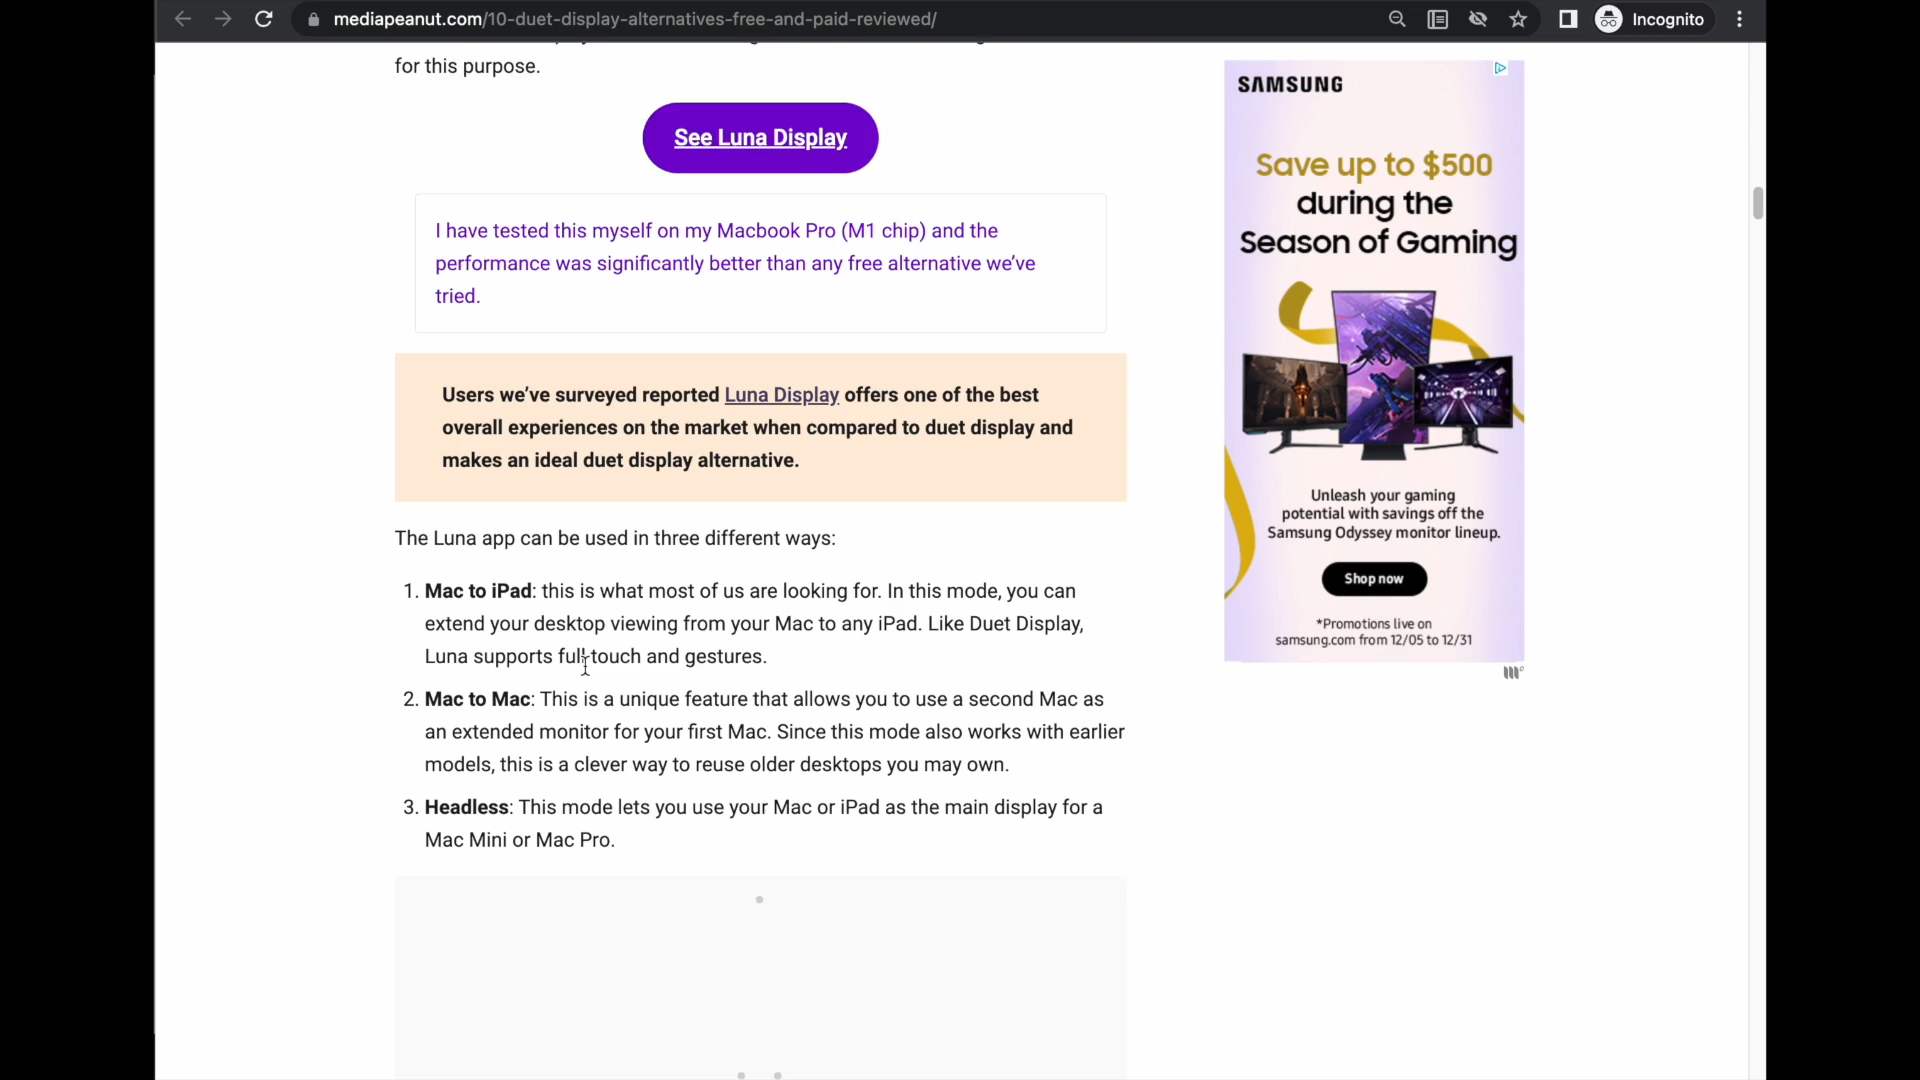 mediapeanut.com/10-duet-display-alternatives-free-and-paid-reviewed/
Incognito
for this purpose.
See Luna Display
I have tested this myself on my Macbook Pro (M1 chip) and the
performance was significantly better than any free alternative we’ve
tried.
Users we’ve surveyed reported Luna Display offers one of the best
overall experiences on the market when compared to duet display and
makes an ideal duet display alternative.
The Luna app can be used in three different ways:
1. Mac to iPad: this is what most of us are looking for. In this mode, you can
extend your desktop viewing from your Mac to any iPad. Like Duet Display,
Luna supports full touch and gestures.
2. Mac to Mac: This is a unique feature that allows you to use a second Mac as
an extended monitor for your first Mac. Since this mode also works with earlier
models, this is a clever way to reuse older desktops you may own.
3. Headless: This mode lets you use your Mac or iPad as the main display for a
Mac Mini or Mac Pro.
SAMSUNG
Save up to $500
during the
Season of Gaming
Unleash your gaming
potential with savings off the
Samsung Odyssey monitor lineup.
Shop now
*Promotions live on
samsung.com from 12/05 to 12/31